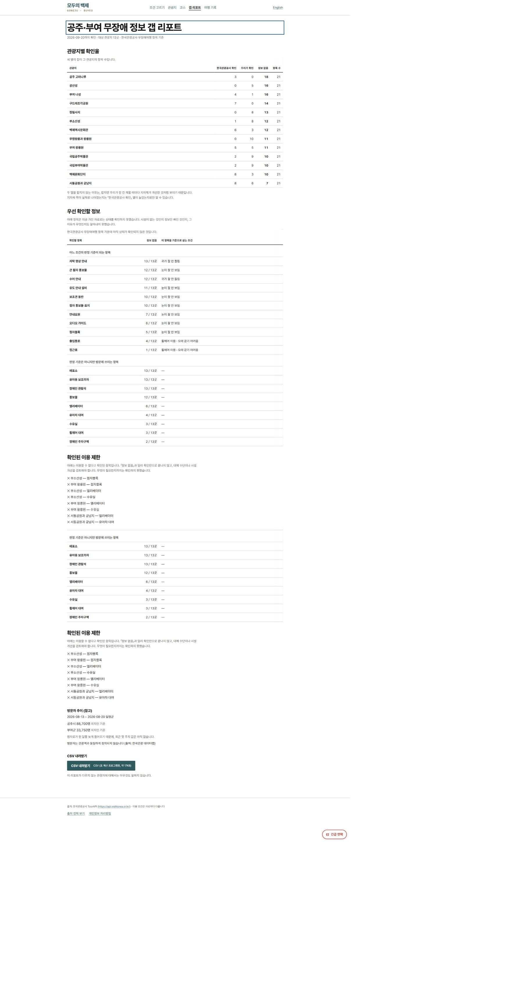 모두의 백제
GONGJU · BUYEO
조건 고르기 관광지 코스 갭 리포트 여행 기록
English
공주·부여 무장애 정보 갭 리포트
2026-09-20까지 확인 · 대상 관광지 13곳 · 한국관광공사 무장애여행 항목 기준
관광지별 확인율
세 열의 합이 그 관광지의 항목 수입니다.
관광지 한국관광공사 확인 우리가 확인 정보 없음 항목 수
공주 고마나루 3 0 18 21
공산성 0 5 16 21
부여 나성 4 1 16 21
구드래조각공원 7 0 14 21
정림사지 0 8 13 21
부소산성 1 8 12 21
백제역사문화관 6 3 12 21
무령왕릉과 왕릉원 0 10 11 21
부여 왕릉원 5 5 11 21
국립공주박물관 2 9 10 21
국립부여박물관 2 9 10 21
백제문화단지 8 3 10 21
서동공원과 궁남지 8 6 7 21
두 열을 합치지 않는 이유는, 합치면 우리가 한 칸 채울 때마다 지자체가 개선한 것처럼 보이기 때문입니다.
지자체 쪽이 실제로 나아졌는지는 「한국관광공사 확인」 열이 늘었는지로만 알 수 있습니다.
우선 확인할 정보
아래 항목은 지금 가진 자료로는 상태를 확인하지 못했습니다. 시설이 없는 것인지 정보만 빠진 것인지, 그
이유가 무엇인지도 알아내지 못했습니다.
한국관광공사 무장애여행 항목 가운데 아직 상태가 확인되지 않은 것입니다.
확인할 항목 정보 없음 이 항목을 기준으로 삼는 조건
어느 조건의 판정 기준이 되는 항목
자막 영상 안내 13 / 13곳 귀가 잘 안 들림
큰 활자 홍보물 12 / 13곳 눈이 잘 안 보임
수어 안내 12 / 13곳 귀가 잘 안 들림
유도 안내 설비 11 / 13곳 눈이 잘 안 보임
보조견 동반 10 / 13곳 눈이 잘 안 보임
점자 홍보물·표지 10 / 13곳 눈이 잘 안 보임
안내요원 7 / 13곳 눈이 잘 안 보임
오디오 가이드 6 / 13곳 눈이 잘 안 보임
점자블록 5 / 13곳 눈이 잘 안 보임
출입통로 4 / 13곳 휠체어 이용 · 오래 걷기 어려움
접근로 1 / 13곳 휠체어 이용 · 오래 걷기 어려움
판정 기준은 아니지만 방문에 쓰이는 항목
매표소 13 / 13곳 —
유아용 보조의자 13 / 13곳 —
장애인 관람석 13 / 13곳 —
홍보물 12 / 13곳 —
엘리베이터 6 / 13곳 —
유아차 대여 4 / 13곳 —
수유실 3 / 13곳 —
휠체어 대여 3 / 13곳 —
장애인 주차구역 2 / 13곳 —
확인된 이용 제한
아래는 이용할 수 없다고 확인된 항목입니다. 「정보 없음」과 달리 확인만으로 끝나지 않고, 대체 수단이나 시설
개선을 검토해야 합니다. 무엇이 필요한지까지는 확인하지 못했습니다.
✕ 부소산성 — 점자블록
✕ 부여 왕릉원 — 점자블록
✕ 부소산성 — 엘리베이터
✕ 부소산성 — 수유실
✕ 부여 왕릉원 — 엘리베이터
✕ 부여 왕릉원 — 수유실
✕ 서동공원과 궁남지 — 엘리베이터
✕ 서동공원과 궁남지 — 유아차 대여
판정 기준은 아니지만 방문에 쓰이는 항목
매표소 13 / 13곳 —
유아용 보조의자 13 / 13곳 —
장애인 관람석 13 / 13곳 —
홍보물 12 / 13곳 —
엘리베이터 6 / 13곳 —
유아차 대여 4 / 13곳 —
수유실 3 / 13곳 —
휠체어 대여 3 / 13곳 —
장애인 주차구역 2 / 13곳 —
확인된 이용 제한
아래는 이용할 수 없다고 확인된 항목입니다. 「정보 없음」과 달리 확인만으로 끝나지 않고, 대체 수단이나 시설
개선을 검토해야 합니다. 무엇이 필요한지까지는 확인하지 못했습니다.
✕ 부소산성 — 점자블록
✕ 부여 왕릉원 — 점자블록
✕ 부소산성 — 엘리베이터
✕ 부소산성 — 수유실
✕ 부여 왕릉원 — 엘리베이터
✕ 부여 왕릉원 — 수유실
✕ 서동공원과 궁남지 — 엘리베이터
✕ 서동공원과 궁남지 — 유아차 대여
방문자 추이 (참고)
2026-08-13 ~ 2026-08-20 일평균
공주시 88,700명 외지인 기준
부여군 33,750명 외지인 기준
원자료가 한 달쯤 늦게 들어오기 때문에, 최근 몇 주치 값은 아직 없습니다.
방문자는 관광객과 동일하게 정의되지 않습니다 (출처: 한국관광 데이터랩)
CSV 내려받기
CSV 내려받기 CSV (표 계산 프로그램용, 약 17KB)
이 리포트가 다루지 않는 관광지에 대해서는 아무것도 말하지 않습니다.
출처: 한국관광공사 TourAPI (https://api.visitkorea.or.kr/) · 이용 조건은 자료마다 다릅니다
출처 전체 보기 개인정보 처리방침
☎ 긴급 연락